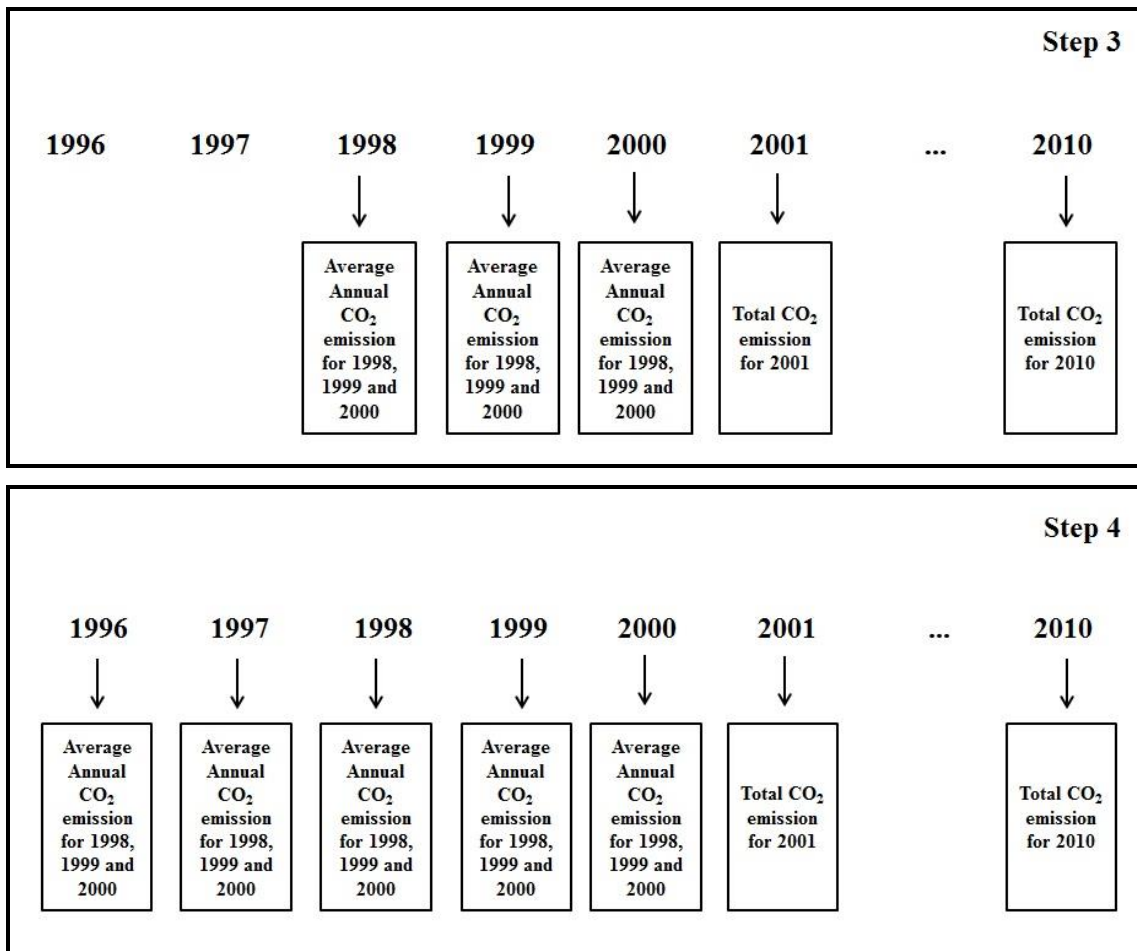 Step 3
1996 1997 1998 1999 2000 2001 ... 2010
Average
Annual
CO₂
emission
for 1998,
1999 and
2000
Average
Annual
CO₂
emission
for 1998,
1999 and
2000
Average
Annual
CO₂
emission
for 1998,
1999 and
2000
Total CO₂
emission
for 2001
Total CO₂
emission
for 2010
Step 4
1996 1997 1998 1999 2000 2001 ... 2010
Average
Annual
CO₂
emission
for 1998,
1999 and
2000
Average
Annual
CO₂
emission
for 1998,
1999 and
2000
Average
Annual
CO₂
emission
for 1998,
1999 and
2000
Average
Annual
CO₂
emission
for 1998,
1999 and
2000
Average
Annual
CO₂
emission
for 1998,
1999 and
2000
Total CO₂
emission
for 2001
Total CO₂
emission
for 2010